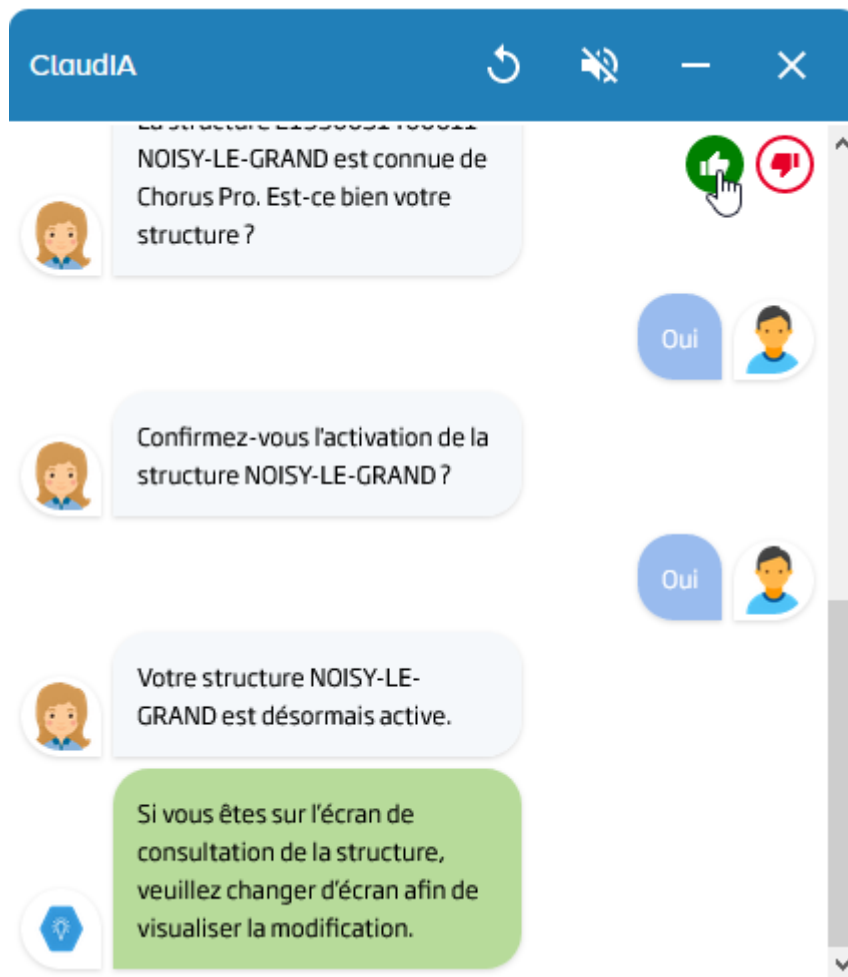 ClaudIA
NOISY-LE-GRAND est connue de
Chorus Pro. Est-ce bien votre
structure ?
Oui
Confirmez-vous l'activation de la
structure NOISY-LE-GRAND ?
Oui
Votre structure NOISY-LE-
GRAND est désormais active.
Si vous êtes sur l'écran de
consultation de la structure,
veuillez changer d'écran afin de
visualiser la modification.